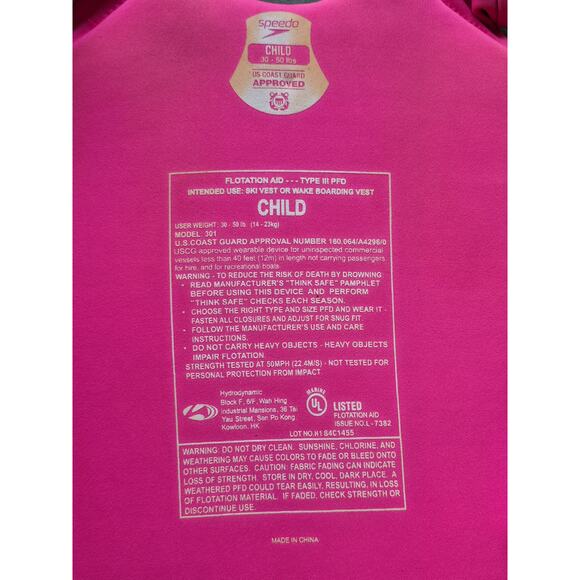 speedo
CHILD
30 - 50 lbs
US COAST GUARD
APPROVED
FLOTATION AID - - - TYPE III PFD
INTENDED USE: SKI VEST OR WAKE BOARDING VEST
CHILD
USER WEIGHT: 30 - 50 lb. (14 - 23kg)
MODEL: 301
U.S.COAST GUARD APPROVAL NUMBER 160.064/A4296/0
USCG approved wearable device for uninspected commercial
vessels less than 40 feet (12m) in length not carrying passengers
for hire, and for recreational boats.
WARNING - TO REDUCE THE RISK OF DEATH BY DROWNING:
- READ MANUFACTURER'S "THINK SAFE" PAMPHLET
BEFORE USING THIS DEVICE AND PERFORM
"THINK SAFE" CHECKS EACH SEASON.
- CHOOSE THE RIGHT TYPE AND SIZE PFD AND WEAR IT -
FASTEN ALL CLOSURES AND ADJUST FOR SNUG FIT.
- FOLLOW THE MANUFACTURER'S USE AND CARE
INSTRUCTIONS.
- DO NOT CARRY HEAVY OBJECTS - HEAVY OBJECTS
IMPAIR FLOTATION.
STRENGTH TESTED AT 50MPH (22.4M/S) - NOT TESTED FOR
PERSONAL PROTECTION FROM IMPACT
Hydrodynamic
Block F, 6/F, Wah Hing
Industrial Mansions, 36 Tai
Yau Street, San Po Kong
Kowloon, HK
MARINE
UL
LISTED
FLOTATION AID
ISSUE NO.L - 7382
LOT NO.H184C1455
WARNING: DO NOT DRY CLEAN. SUNSHINE, CHLORINE, AND
WEATHERING MAY CAUSE COLORS TO FADE OR BLEED ONTO
OTHER SURFACES. CAUTION: FABRIC FADING CAN INDICATE
LOSS OF STRENGTH. STORE IN DRY, COOL, DARK PLACE. A
WEATHERED PFD COULD TEAR EASILY, RESULTING, IN LOSS
OF FLOTATION MATERIAL. IF FADED, CHECK STRENGTH OR
DISCONTINUE USE.
MADE IN CHINA